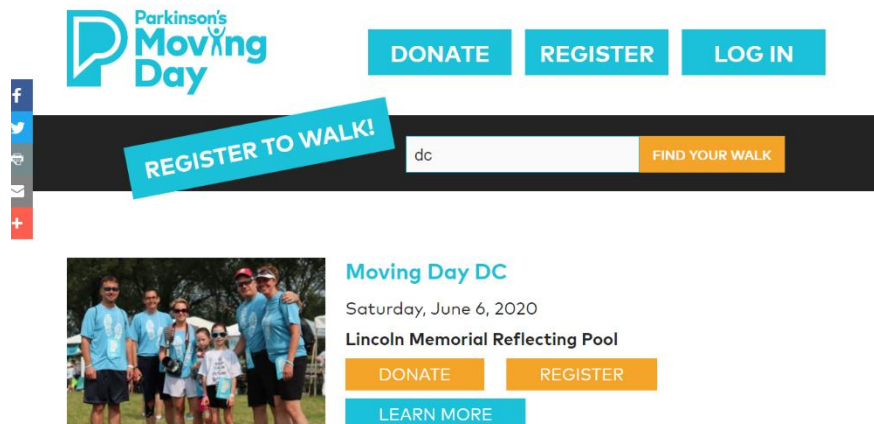 Parkinson's
Moving
Day
DONATE REGISTER LOG IN
REGISTER TO WALK!
dc FIND YOUR WALK
Moving Day DC
Saturday, June 6, 2020
Lincoln Memorial Reflecting Pool
DONATE REGISTER
LEARN MORE